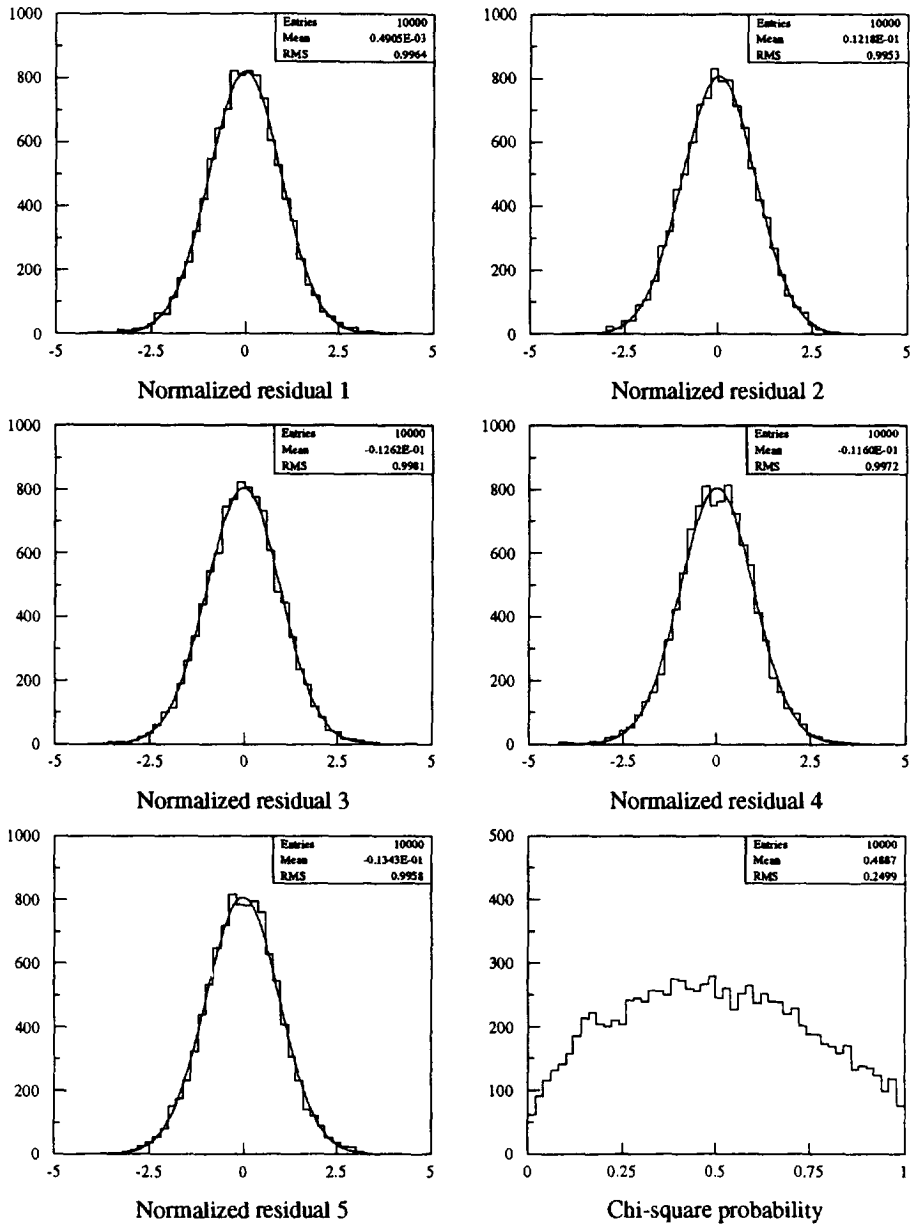 1000
800
600
400
200
0
-5
-2.5
0
2.5
5
Entries 10000
Mean 0.4905E-03
RMS 0.9964
Normalized residual 1
1000
800
600
400
200
0
-5
-2.5
0
2.5
5
Entries 10000
Mean 0.1218E-01
RMS 0.9953
Normalized residual 2
1000
800
600
400
200
0
-5
-2.5
0
2.5
5
Entries 10000
Mean -0.1262E-01
RMS 0.9981
Normalized residual 3
1000
800
600
400
200
0
-5
-2.5
0
2.5
5
Entries 10000
Mean -0.1160E-01
RMS 0.9972
Normalized residual 4
1000
800
600
400
200
0
-5
-2.5
0
2.5
5
Entries 10000
Mean -0.1343E-01
RMS 0.9958
Normalized residual 5
500
400
300
200
100
0
0
0.25
0.5
0.75
1
Entries 10000
Mean 0.4887
RMS 0.2499
Chi-square probability